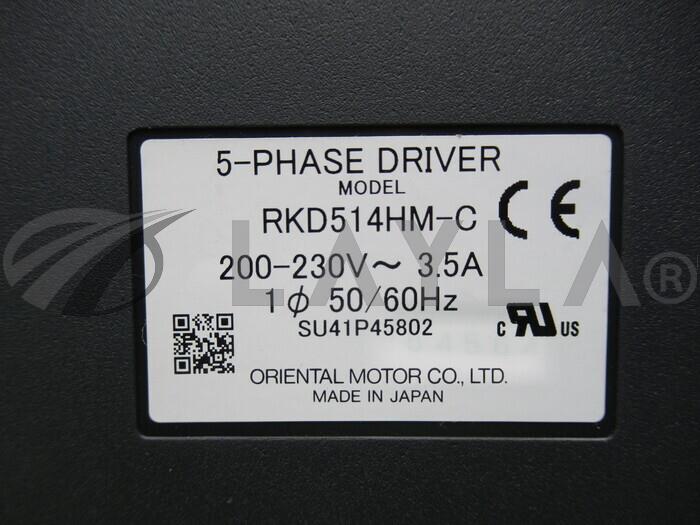 5-PHASE DRIVER
MODEL
RKD514HM-C
CE
200-230V～ 3.5A
1ϕ 50/60Hz
SU41P45802
c RU US
ORIENTAL MOTOR CO., LTD.
MADE IN JAPAN
LAYLA®